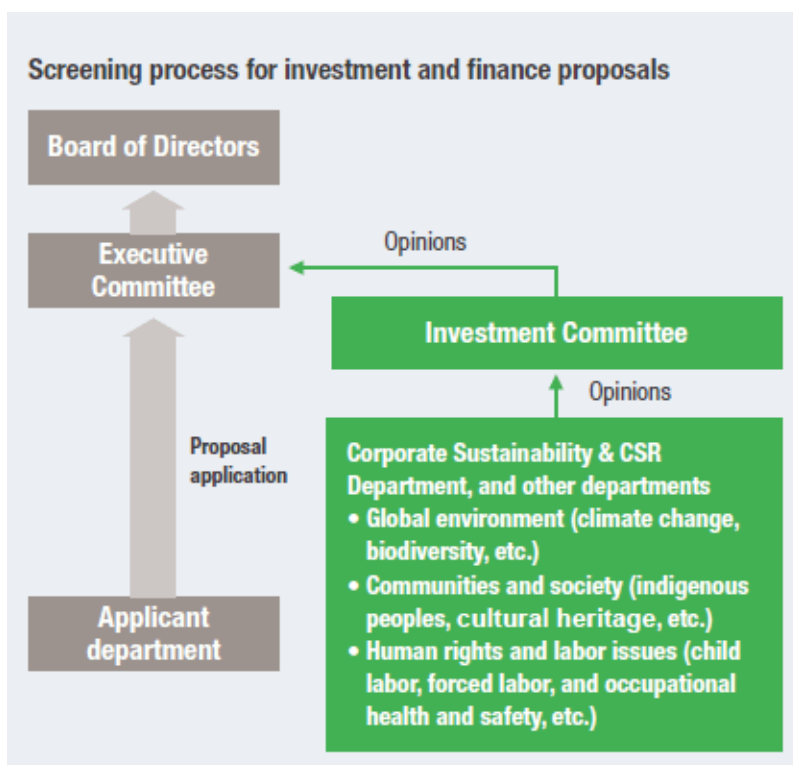 Screening process for investment and finance proposals
Board of Directors
Executive
Committee
Opinions
Investment Committee
Opinions
Proposal
application
Corporate Sustainability & CSR
Department, and other departments
• Global environment (climate change,
biodiversity, etc.)
• Communities and society (indigenous
peoples, cultural heritage, etc.)
• Human rights and labor issues (child
labor, forced labor, and occupational
health and safety, etc.)
Applicant
department